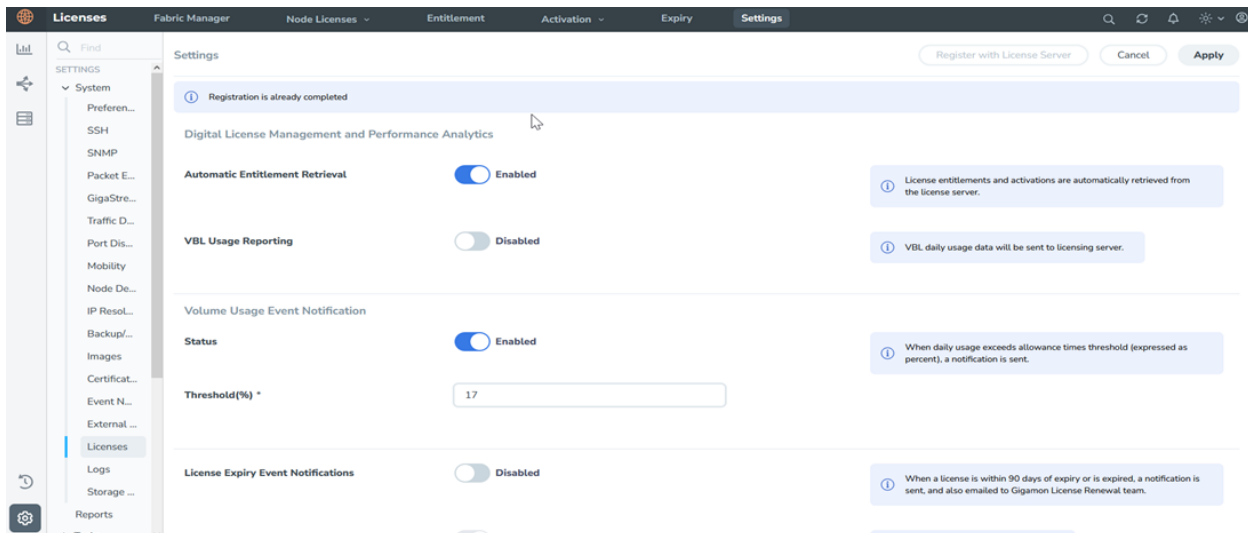 Licenses
Fabric Manager
Node Licenses
Entitlement
Activation
Expiry
Settings
Find
SETTINGS
System
Preferen...
SSH
SNMP
Packet E...
GigaStre...
Traffic D...
Port Dis...
Mobility
Node De...
IP Resol...
Backup/...
Images
Certificat...
Event N...
External ...
Licenses
Logs
Storage ...
Reports
Settings
Register with License Server
Cancel
Apply
Registration is already completed
Digital License Management and Performance Analytics
Automatic Entitlement Retrieval
Enabled
License entitlements and activations are automatically retrieved from
the license server.
VBL Usage Reporting
Disabled
VBL daily usage data will be sent to licensing server.
Volume Usage Event Notification
Status
Enabled
When daily usage exceeds allowance times threshold (expressed as
percent), a notification is sent.
Threshold(%) *
17
License Expiry Event Notifications
Disabled
When a license is within 90 days of expiry or is expired, a notification is
sent, and also emailed to Gigamon License Renewal team.